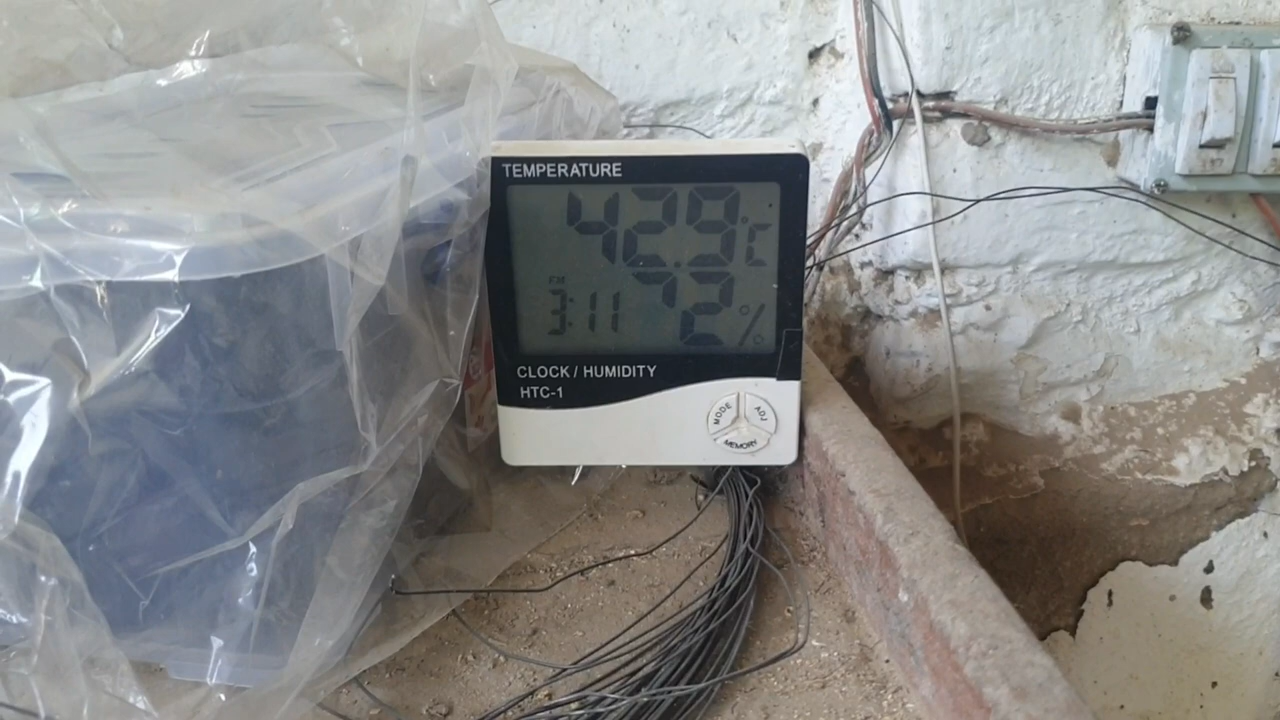 TEMPERATURE
42.9°C
PM
3:11
42%
CLOCK / HUMIDITY
HTC-1
MODE
ADJ
MEMORY